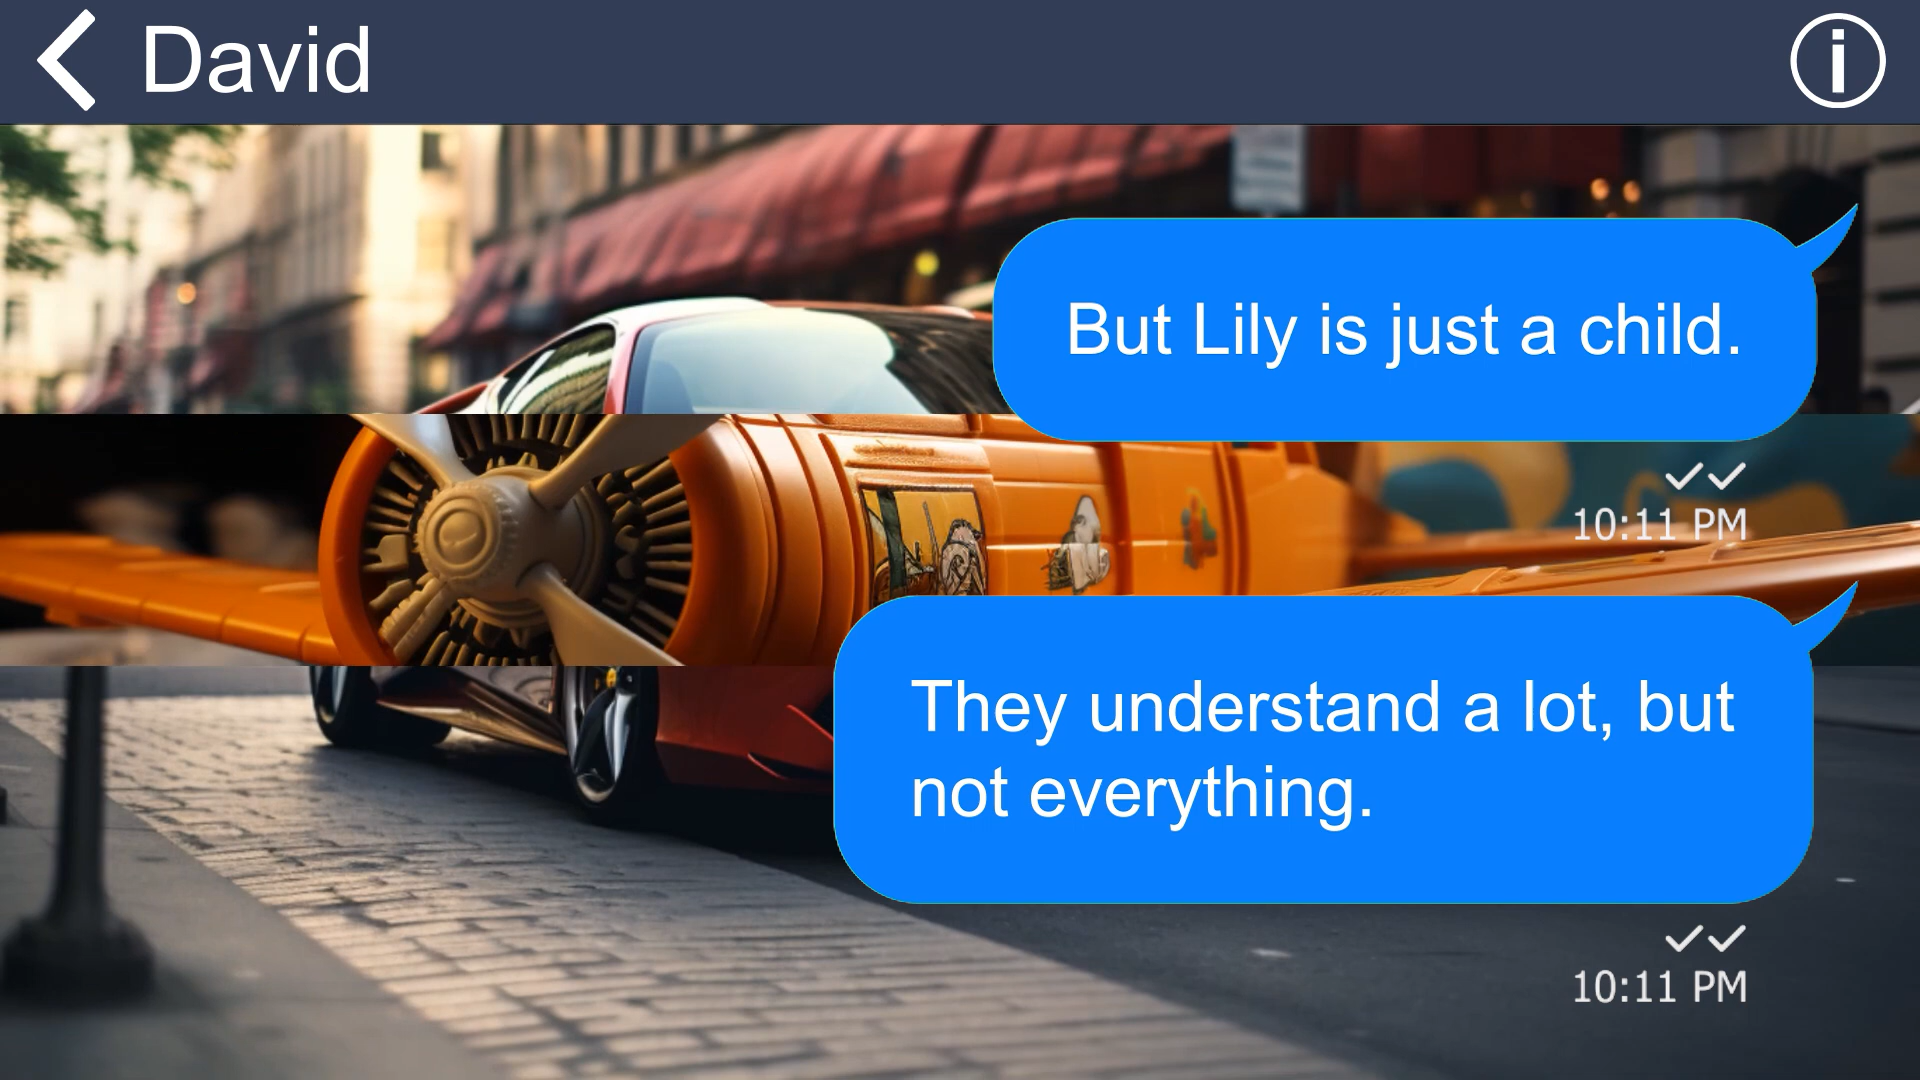 David
But Lily is just a child.
10:11 PM
They understand a lot, but
not everything.
10:11 PM